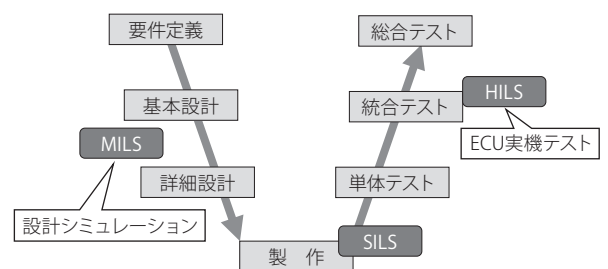 要件定義
総合テスト
基本設計
統合テスト
HILS
MILS
ECU実機テスト
詳細設計
単体テスト
設計シミュレーション
製　作
SILS